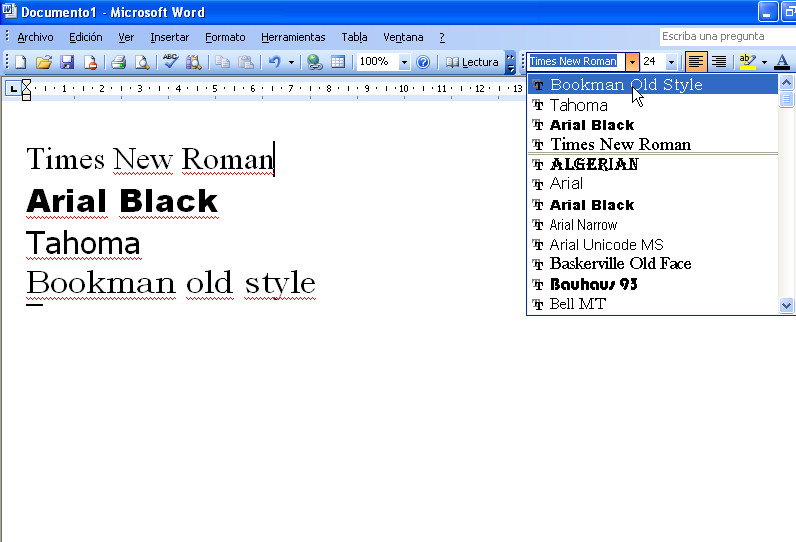 Documento1 - Microsoft Word
Archivo Edición Ver Insertar Formato Herramientas Tabla Ventana ? Escriba una pregunta
100% Lectura Times New Roman 24
1 2 3 4 5 6 7 8 9 10 11 12 13
Times New Roman
Arial Black
Tahoma
Bookman old style
Bookman Old Style
Tahoma
Arial Black
Times New Roman
ALGERIAN
Arial
Arial Black
Arial Narrow
Arial Unicode MS
Baskerville Old Face
Bauhaus 93
Bell MT